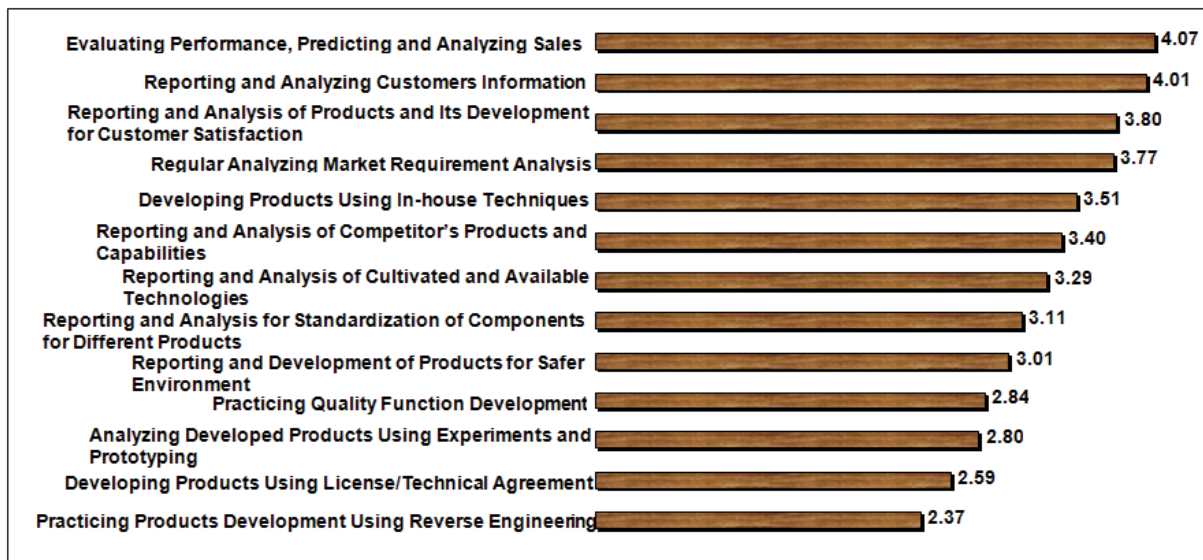 Evaluating Performance, Predicting and Analyzing Sales 4.07
Reporting and Analyzing Customers Information 4.01
Reporting and Analysis of Products and Its Development
for Customer Satisfaction 3.80
Regular Analyzing Market Requirement Analysis 3.77
Developing Products Using In-house Techniques 3.51
Reporting and Analysis of Competitor's Products and
Capabilities 3.40
Reporting and Analysis of Cultivated and Available
Technologies 3.29
Reporting and Analysis for Standardization of Components
for Different Products 3.11
Reporting and Development of Products for Safer
Environment 3.01
Practicing Quality Function Development 2.84
Analyzing Developed Products Using Experiments and
Prototyping 2.80
Developing Products Using License/Technical Agreement 2.59
Practicing Products Development Using Reverse Engineering 2.37